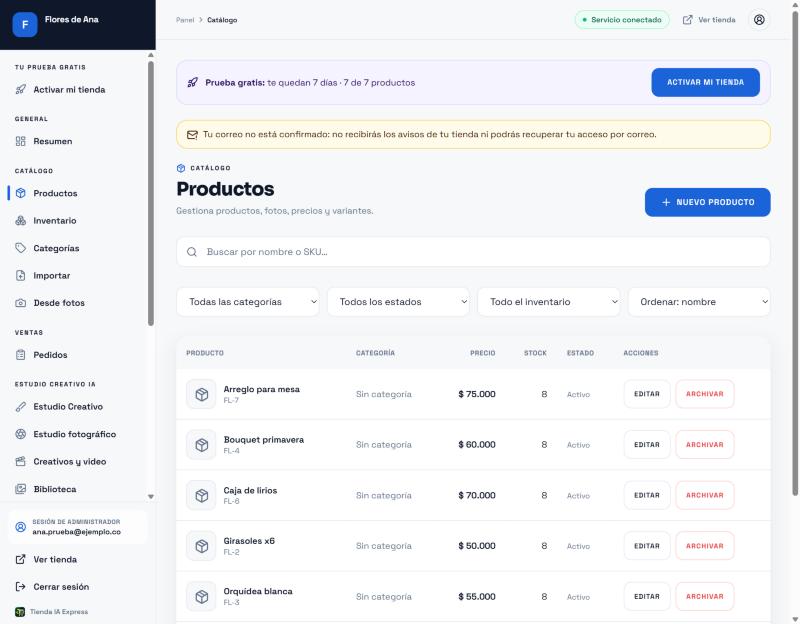 F
Flores de Ana
TU PRUEBA GRATIS
Activar mi tienda
GENERAL
Resumen
CATÁLOGO
Productos
Inventario
Categorías
Importar
Desde fotos
VENTAS
Pedidos
ESTUDIO CREATIVO IA
Estudio Creativo
Estudio fotográfico
Creativos y video
Biblioteca
SESIÓN DE ADMINISTRADOR
ana.prueba@ejemplo.co
Ver tienda
Cerrar sesión
Tienda IA Express
Panel > Catálogo
Servicio conectado
Ver tienda
Prueba gratis: te quedan 7 días · 7 de 7 productos
ACTIVAR MI TIENDA
Tu correo no está confirmado: no recibirás los avisos de tu tienda ni podrás recuperar tu acceso por correo.
CATÁLOGO
Productos
Gestiona productos, fotos, precios y variantes.
+ NUEVO PRODUCTO
Buscar por nombre o SKU...
Todas las categorías
Todos los estados
Todo el inventario
Ordenar: nombre
PRODUCTO CATEGORÍA PRECIO STOCK ESTADO ACCIONES
Arreglo para mesa
FL-7
Sin categoría $ 75.000 8 Activo EDITAR ARCHIVAR
Bouquet primavera
FL-4
Sin categoría $ 60.000 8 Activo EDITAR ARCHIVAR
Caja de lirios
FL-6
Sin categoría $ 70.000 8 Activo EDITAR ARCHIVAR
Girasoles x6
FL-2
Sin categoría $ 50.000 8 Activo EDITAR ARCHIVAR
Orquídea blanca
FL-3
Sin categoría $ 55.000 8 Activo EDITAR ARCHIVAR